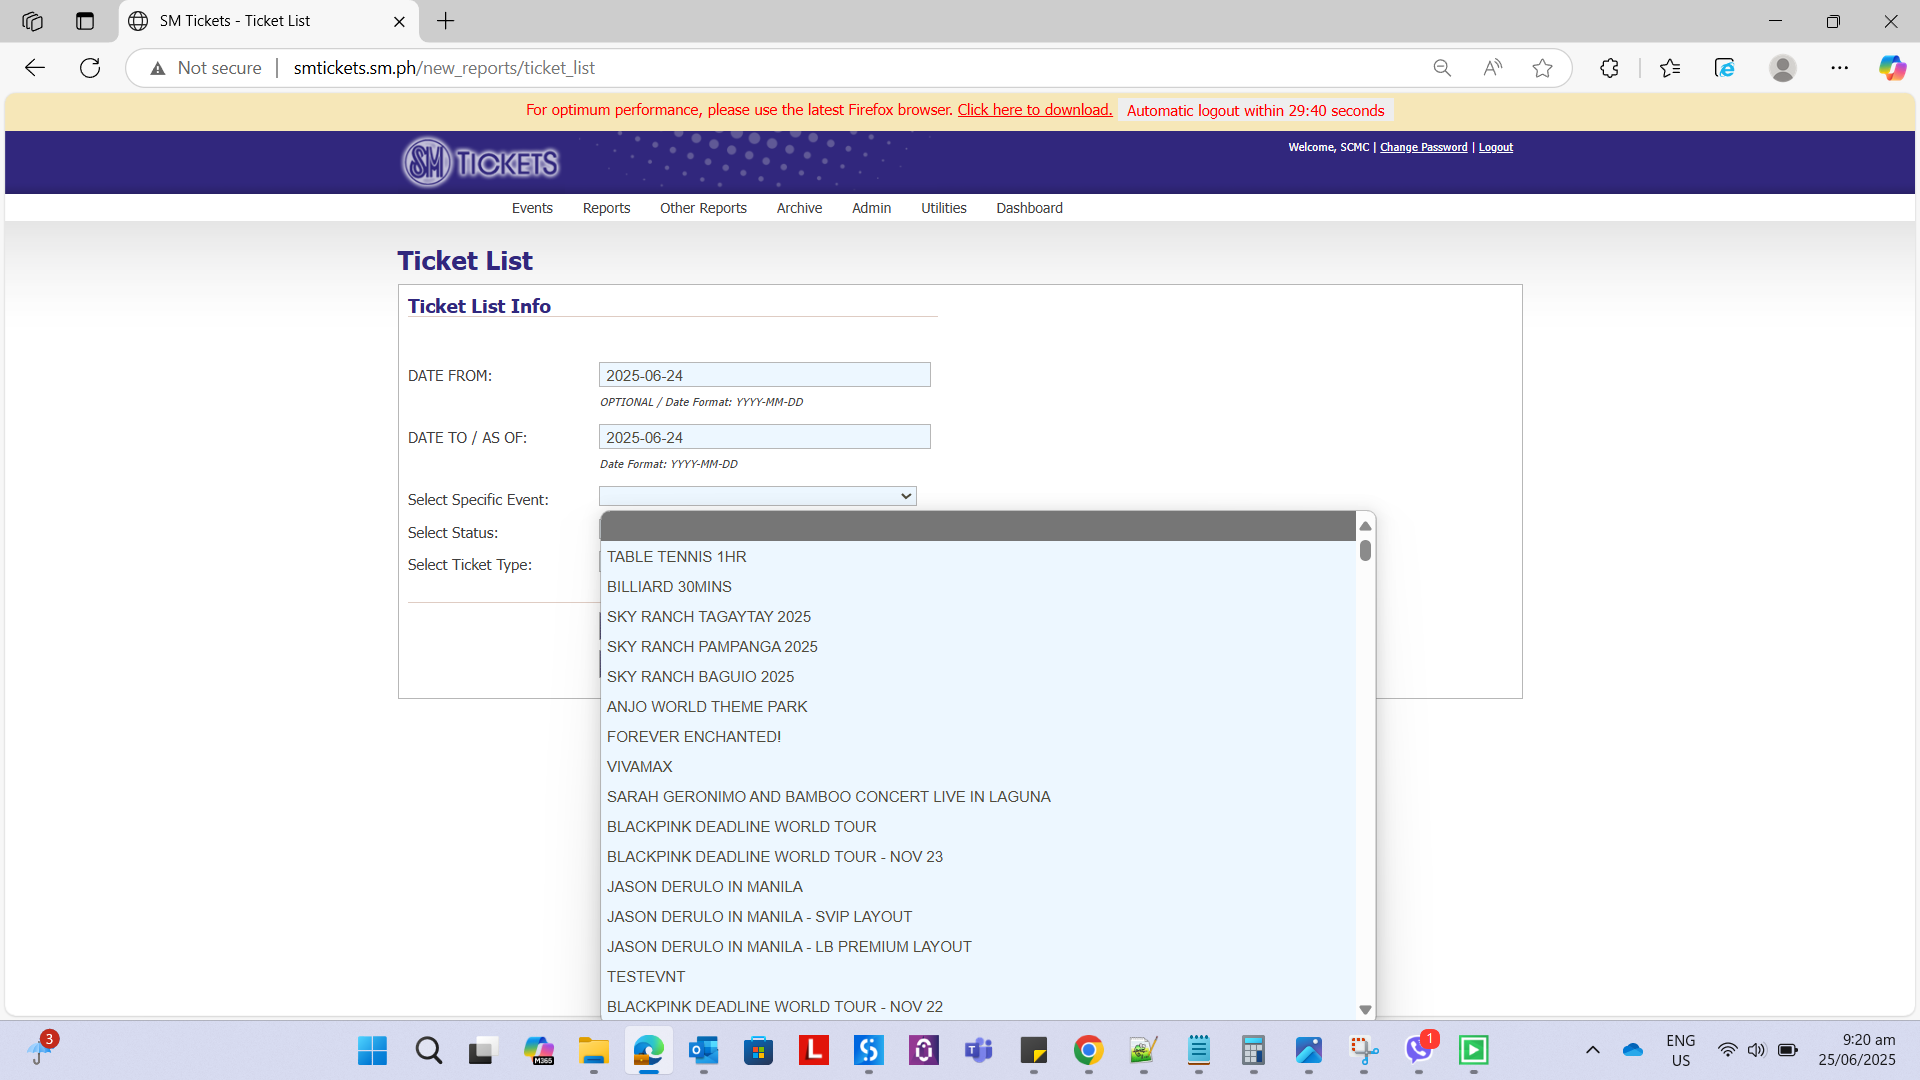 SM Tickets - Ticket List
Not secure
smtickets.sm.ph/new_reports/ticket_list
For optimum performance, please use the latest Firefox browser. Click here to download. Automatic logout within 29:40 seconds
SM TICKETS
Welcome, SCMC | Change Password | Logout
Events Reports Other Reports Archive Admin Utilities Dashboard
Ticket List
Ticket List Info
DATE FROM: 2025-06-24
OPTIONAL / Date Format: YYYY-MM-DD
DATE TO / AS OF: 2025-06-24
Date Format: YYYY-MM-DD
Select Specific Event:
Select Status:
Select Ticket Type:
TABLE TENNIS 1HR
BILLIARD 30MINS
SKY RANCH TAGAYTAY 2025
SKY RANCH PAMPANGA 2025
SKY RANCH BAGUIO 2025
ANJO WORLD THEME PARK
FOREVER ENCHANTED!
VIVAMAX
SARAH GERONIMO AND BAMBOO CONCERT LIVE IN LAGUNA
BLACKPINK DEADLINE WORLD TOUR
BLACKPINK DEADLINE WORLD TOUR - NOV 23
JASON DERULO IN MANILA
JASON DERULO IN MANILA - SVIP LAYOUT
JASON DERULO IN MANILA - LB PREMIUM LAYOUT
TESTEVNT
BLACKPINK DEADLINE WORLD TOUR - NOV 22
3
M365
L
1
ENG
US
9:20 am
25/06/2025